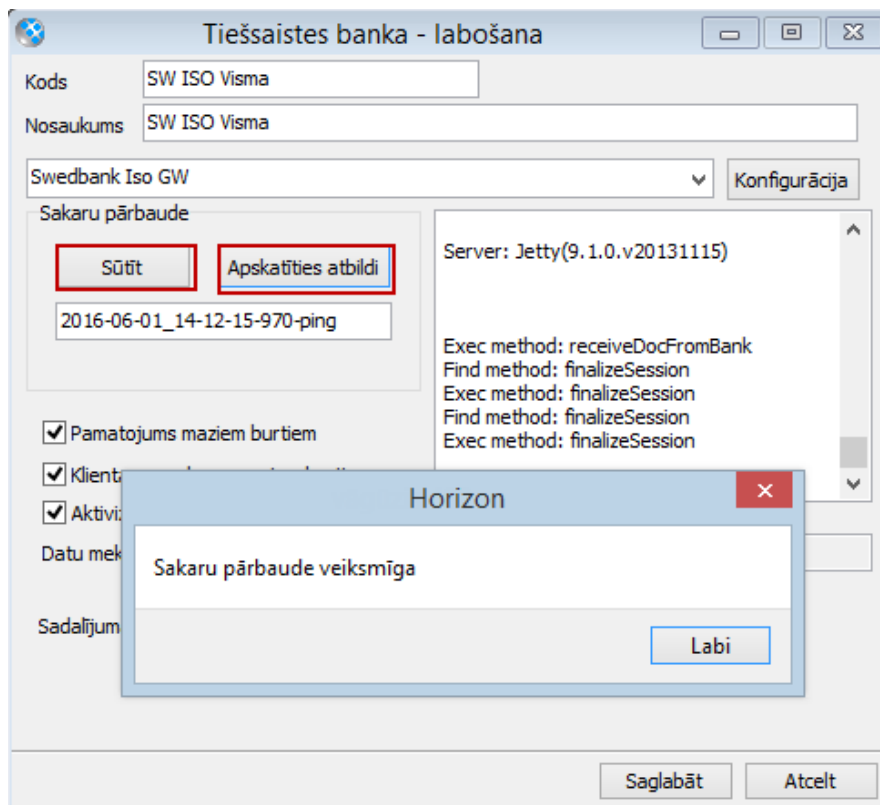 Tiešsaistes banka - labošana
Kods
SW ISO Visma
Nosaukums
SW ISO Visma
Swedbank Iso GW
Konfigurācija
Sakaru pārbaude
Sūtīt
Apskatīties atbildi
2016-06-01_14-12-15-970-ping
Server: Jetty(9.1.0.v20131115)
Exec method: receiveDocFromBank
Find method: finalizeSession
Exec method: finalizeSession
Find method: finalizeSession
Exec method: finalizeSession
Pamatojums maziem burtiem
Horizon
Sakaru pārbaude veiksmīga
Labi
Saglabāt
Atcelt